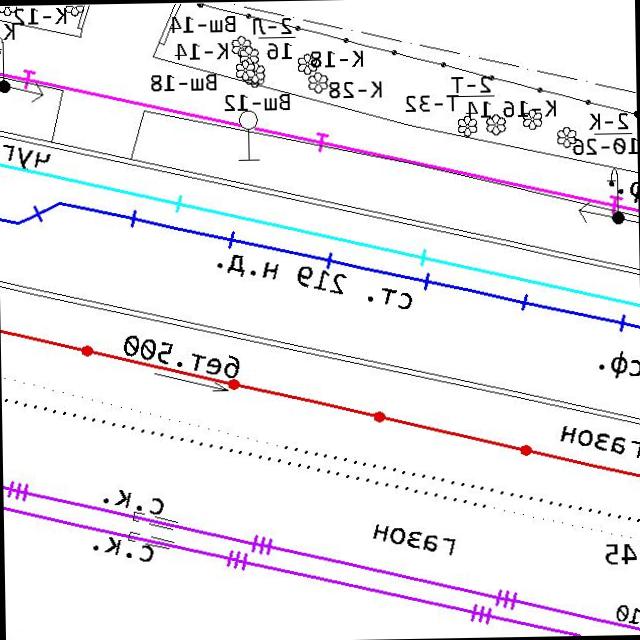 К-12
К
Вш-14
2-Л
16
К-14
К-18
Вш-18
К-28
Вш-12
2-Т
14
Т-32
К-16
2-К
10-26
чуг
ф.
ст. 219 н.д.
сф.
бет.500
газон
с.к.
с.к.
газон
45
10